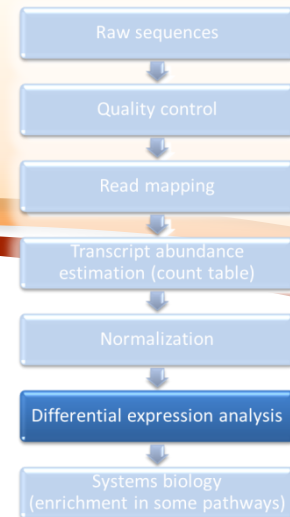 Raw sequences
Quality control
Read mapping
Transcript abundance
estimation (count table)
Normalization
Differential expression analysis
Systems biology
(enrichment in some pathways)